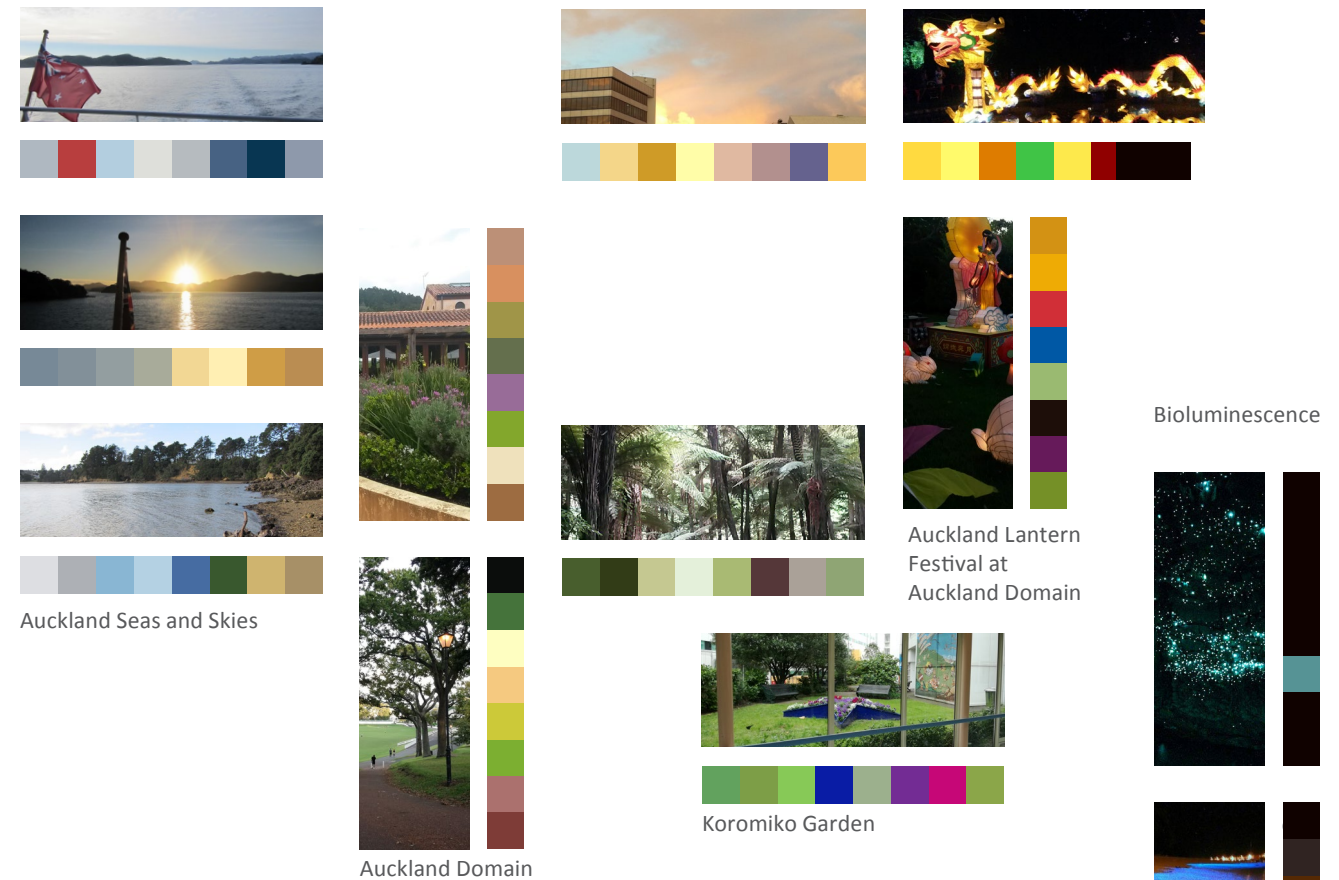 Bioluminescence
Auckland Lantern
Festival at
Auckland Domain
Auckland Seas and Skies
Koromiko Garden
Auckland Domain